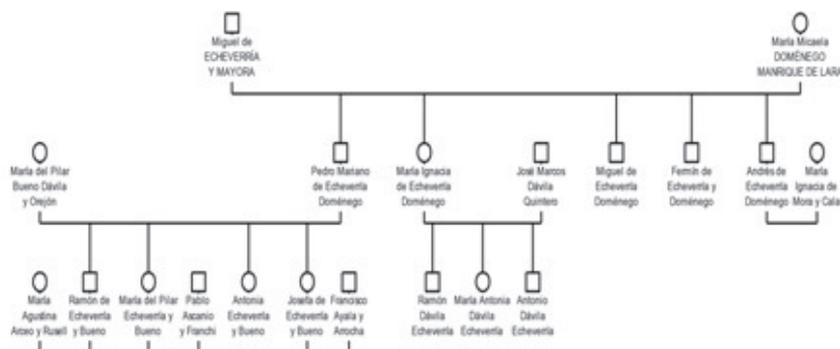 Miguel de
ECHEVERRÍA
Y MAYORA
María Micaela
DOMÉNEGO
MANRIQUE DE LARA
María del Pilar
Bueno Dávila
y Orejón
Pedro Mariano
de Echeverría
Doménego
María Ignacia
de Echeverría
Doménego
José Marcos
Dávila
Quintero
Miguel de
Echeverría
Doménego
Fermín de
Echeverría y
Doménego
Andrés de
Echeverría
Doménego
María
Ignacia de
Mora y Cala
María
Agustina
Arceo y Rusell
Ramón de
Echeverría
y Bueno
María del Pilar
Echeverría y
Bueno
Pablo
Ascanio
y Franchi
Antonia
Echeverría
y Bueno
Josefa de
Echeverría
y Bueno
Francisco
Ayala y
Arrocha
Ramón
Dávila
Echeverría
María Antonia
Dávila
Echeverría
Antonio
Dávila
Echeverría